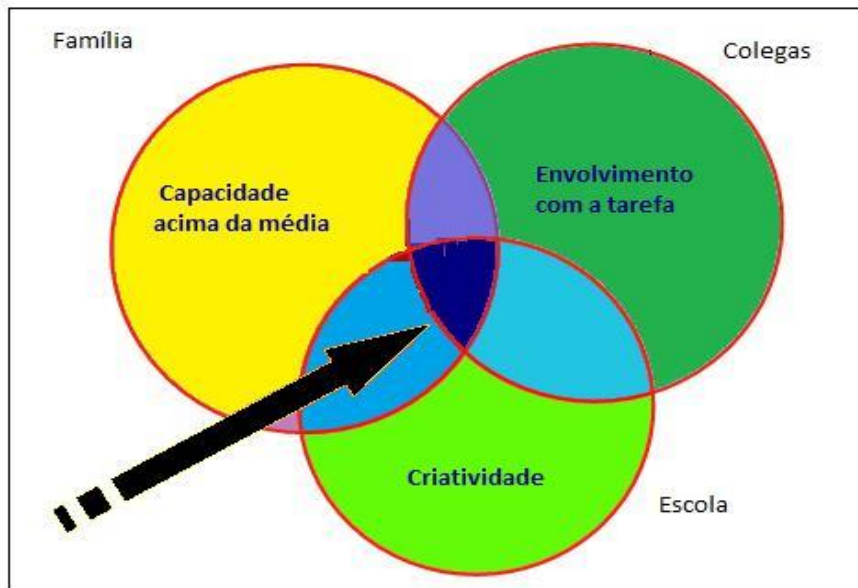 Família
Colegas
Capacidade
acima da média
Envolvimento
com a tarefa
Criatividade
Escola